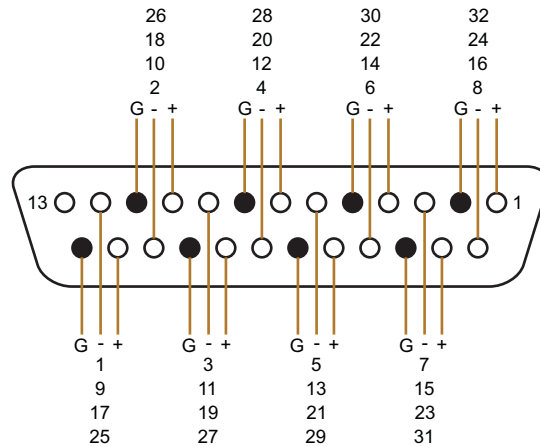 26 28 30 32
18 20 22 24
10 12 14 16
2 4 6 8
G - + G - + G - + G - +
13 1
G - + G - + G - + G - +
1 3 5 7
9 11 13 15
17 19 21 23
25 27 29 31